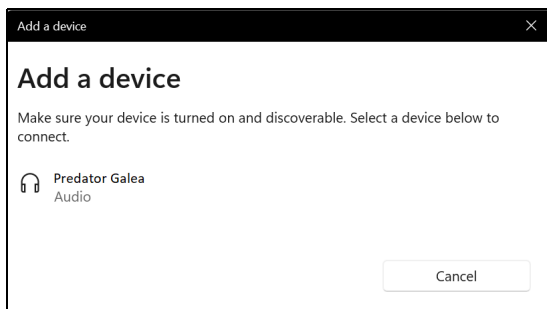 Add a device
Add a device
Make sure your device is turned on and discoverable. Select a device below to
connect.
Predator Galea
Audio
Cancel